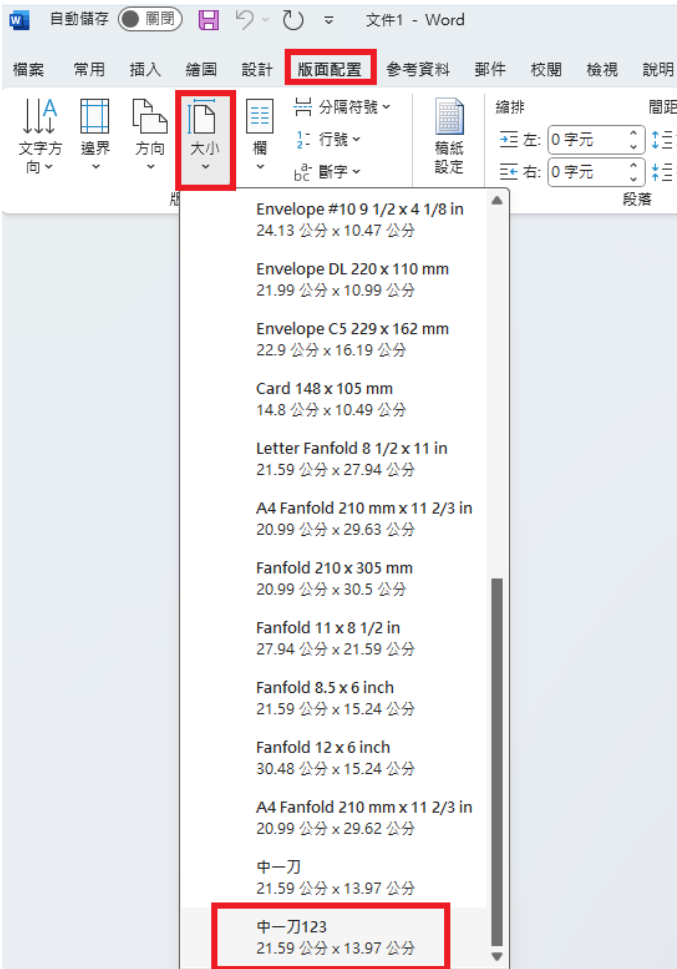 自動儲存 關閉 文件1 - Word
檔案 常用 插入 繪圖 設計 版面配置 參考資料 郵件 校閱 檢視 說明
文字方向 邊界 方向 大小 欄
分隔符號
行號
斷字
稿紙設定
縮排
左: 0 字元
右: 0 字元
段落
Envelope #10 9 1/2 x 4 1/8 in
24.13 公分 x 10.47 公分
Envelope DL 220 x 110 mm
21.99 公分 x 10.99 公分
Envelope C5 229 x 162 mm
22.9 公分 x 16.19 公分
Card 148 x 105 mm
14.8 公分 x 10.49 公分
Letter Fanfold 8 1/2 x 11 in
21.59 公分 x 27.94 公分
A4 Fanfold 210 mm x 11 2/3 in
20.99 公分 x 29.63 公分
Fanfold 210 x 305 mm
20.99 公分 x 30.5 公分
Fanfold 11 x 8 1/2 in
27.94 公分 x 21.59 公分
Fanfold 8.5 x 6 inch
21.59 公分 x 15.24 公分
Fanfold 12 x 6 inch
30.48 公分 x 15.24 公分
A4 Fanfold 210 mm x 11 2/3 in
20.99 公分 x 29.62 公分
中一刀
21.59 公分 x 13.97 公分
中一刀123
21.59 公分 x 13.97 公分